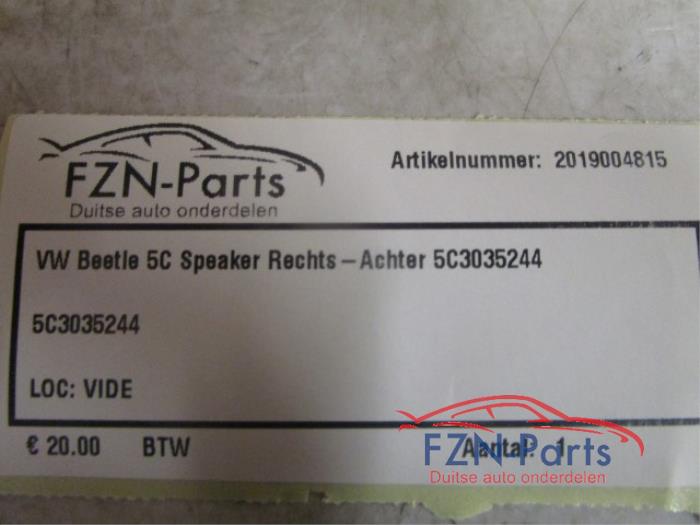 FZN-Parts
Duitse auto onderdelen
Artikelnummer: 2019004815
VW Beetle 5C Speaker Rechts – Achter 5C3035244
5C3035244
LOC: VIDE
€ 20.00 BTW Aantal: 1
FZN-Parts
Duitse auto onderdelen